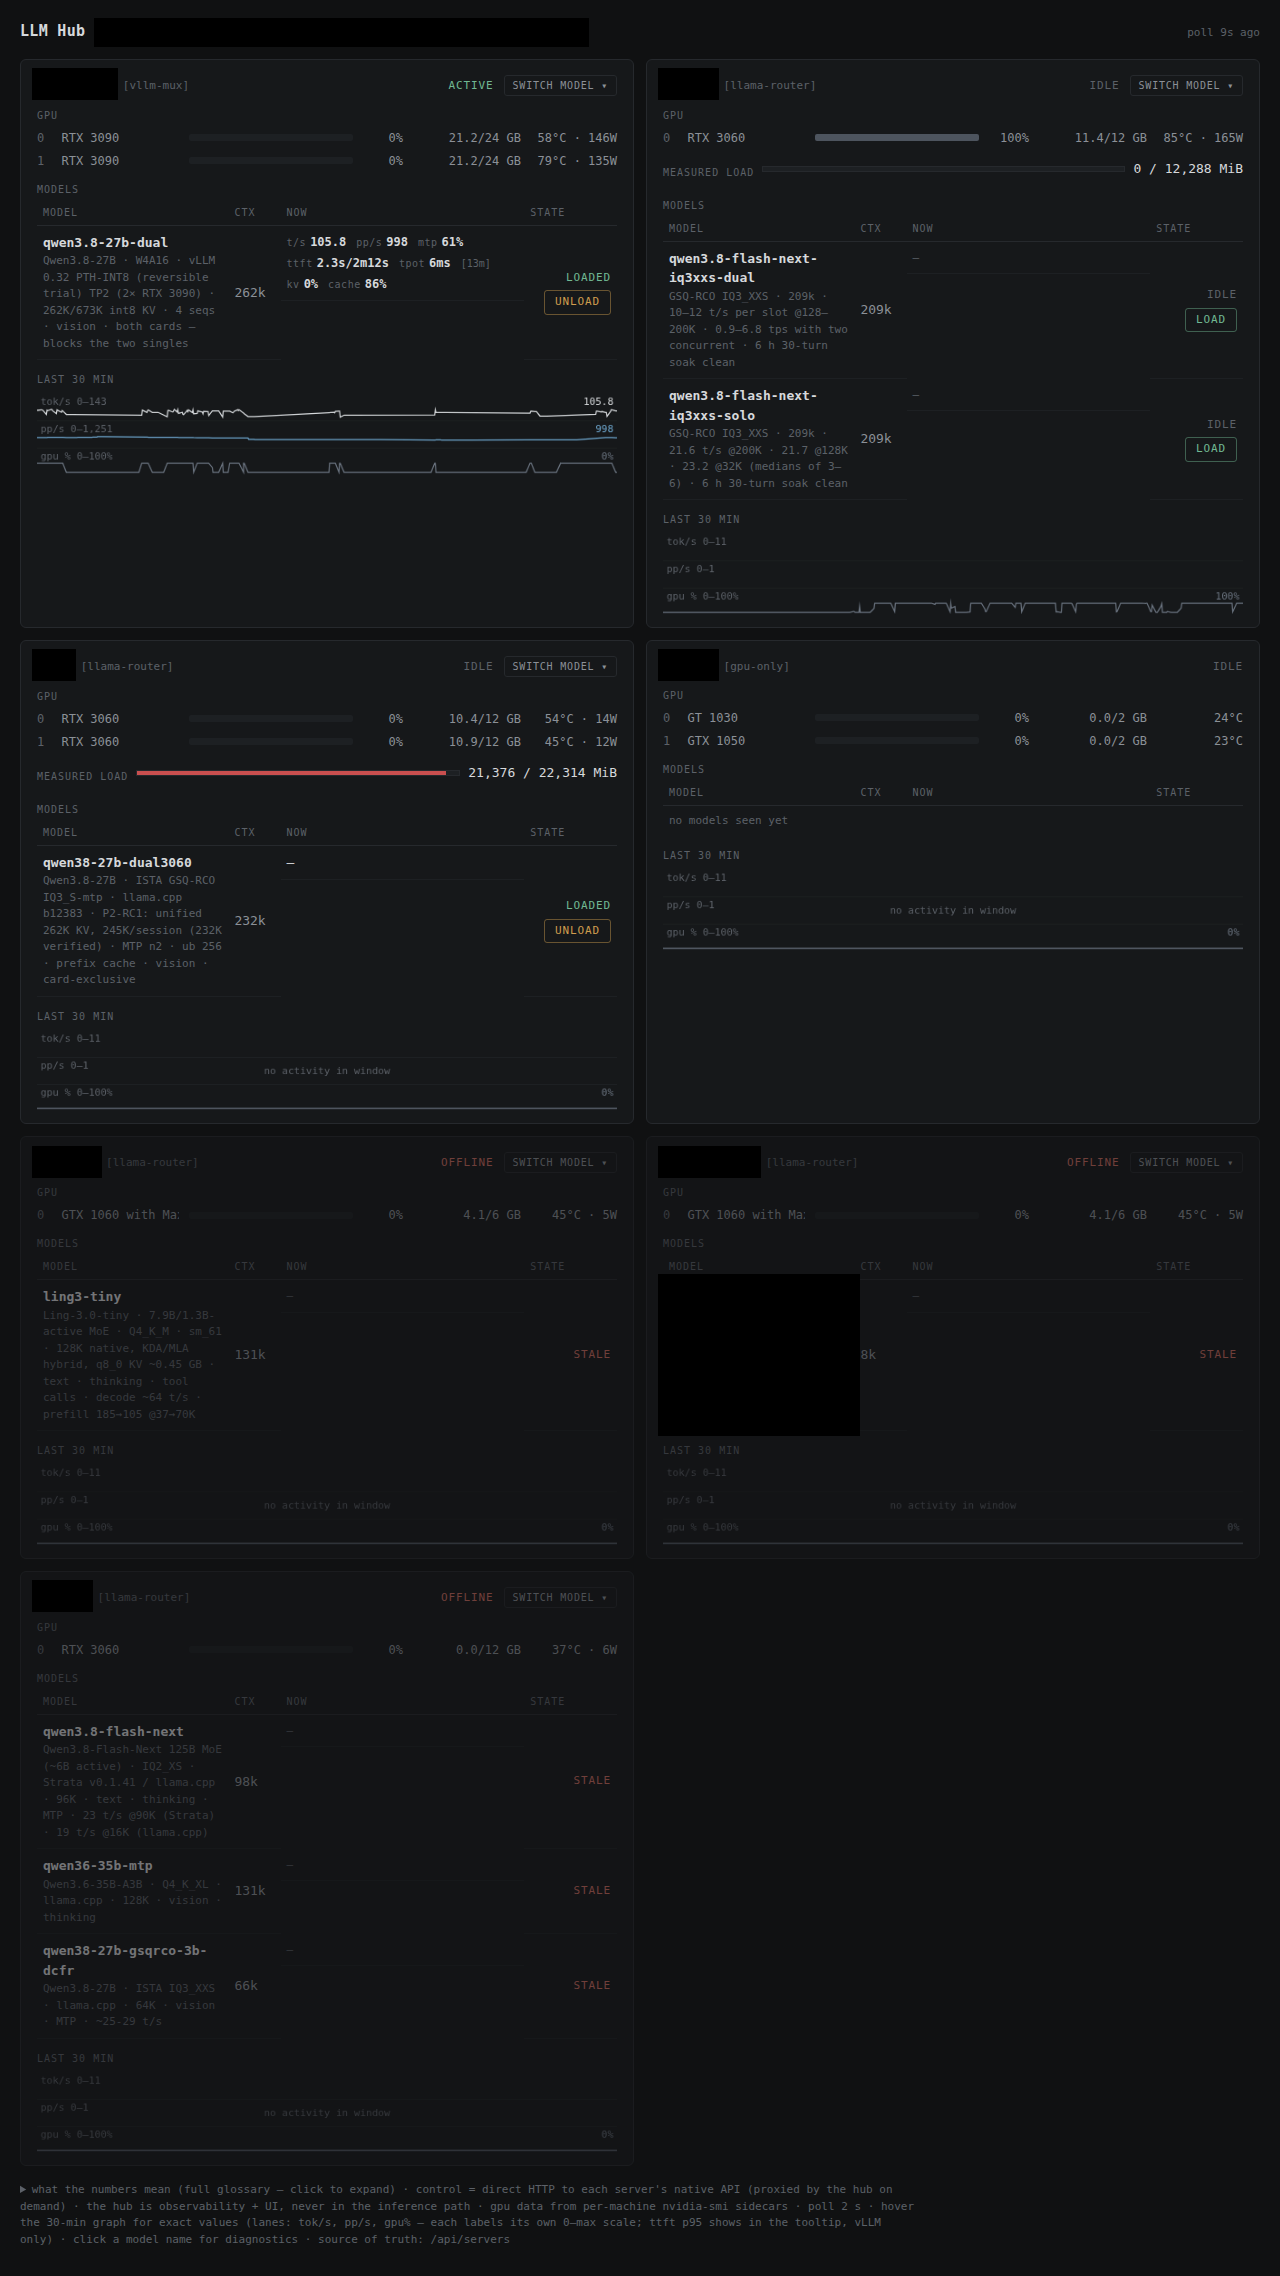 LLM Hub
poll 9s ago
[vllm-mux] ACTIVE SWITCH MODEL ▾
GPU
0 RTX 3090 0% 21.2/24 GB 58°C · 146W
1 RTX 3090 0% 21.2/24 GB 79°C · 135W
MODELS
MODEL CTX NOW STATE
qwen3.8-27b-dual
Qwen3.8-27B · W4A16 · vLLM
0.32 PTH-INT8 (reversible
trial) TP2 (2× RTX 3090) ·
262K/673K int8 KV · 4 seqs
· vision · both cards —
blocks the two singles
262k
t/s 105.8 pp/s 998 mtp 61%
ttft 2.3s/2m12s tpot 6ms [13m]
kv 0% cache 86%
LOADED
UNLOAD
LAST 30 MIN
tok/s 0–143 105.8
pp/s 0–1,251 998
gpu % 0–100% 0%
[llama-router] IDLE SWITCH MODEL ▾
GPU
0 RTX 3060 100% 11.4/12 GB 85°C · 165W
MEASURED LOAD 0 / 12,288 MiB
MODELS
MODEL CTX NOW STATE
qwen3.8-flash-next-
iq3xxs-dual
GSQ-RCO IQ3_XXS · 209k ·
10–12 t/s per slot @128–
200K · 0.9–6.8 tps with two
concurrent · 6 h 30-turn
soak clean
209k
—
IDLE
LOAD
qwen3.8-flash-next-
iq3xxs-solo
GSQ-RCO IQ3_XXS · 209k ·
21.6 t/s @200K · 21.7 @128K
· 23.2 @32K (medians of 3–
6) · 6 h 30-turn soak clean
209k
—
IDLE
LOAD
LAST 30 MIN
tok/s 0–11
pp/s 0–1
gpu % 0–100% 100%
[llama-router] IDLE SWITCH MODEL ▾
GPU
0 RTX 3060 0% 10.4/12 GB 54°C · 14W
1 RTX 3060 0% 10.9/12 GB 45°C · 12W
MEASURED LOAD 21,376 / 22,314 MiB
MODELS
MODEL CTX NOW STATE
qwen38-27b-dual3060
Qwen3.8-27B · ISTA GSQ-RCO
IQ3_S-mtp · llama.cpp
b12383 · P2-RC1: unified
262K KV, 245K/session (232K
verified) · MTP n2 · ub 256
· prefix cache · vision ·
card-exclusive
232k
—
LOADED
UNLOAD
LAST 30 MIN
tok/s 0–11
pp/s 0–1
no activity in window
gpu % 0–100% 0%
[gpu-only] IDLE
GPU
0 GT 1030 0% 0.0/2 GB 24°C
1 GTX 1050 0% 0.0/2 GB 23°C
MODELS
MODEL CTX NOW STATE
no models seen yet
LAST 30 MIN
tok/s 0–11
pp/s 0–1
no activity in window
gpu % 0–100% 0%
[llama-router] OFFLINE SWITCH MODEL ▾
GPU
0 GTX 1060 with Ma 0% 4.1/6 GB 45°C · 5W
MODELS
MODEL CTX NOW STATE
ling3-tiny
Ling-3.0-tiny · 7.9B/1.3B-
active MoE · Q4_K_M · sm_61
· 128K native, KDA/MLA
hybrid, q8_0 KV ~0.45 GB ·
text · thinking · tool
calls · decode ~64 t/s ·
prefill 185→105 @37→70K
131k
—
STALE
LAST 30 MIN
tok/s 0–11
pp/s 0–1
no activity in window
gpu % 0–100% 0%
[llama-router] OFFLINE SWITCH MODEL ▾
GPU
0 GTX 1060 with Ma 0% 4.1/6 GB 45°C · 5W
MODELS
MODEL CTX NOW STATE
8k
—
STALE
LAST 30 MIN
tok/s 0–11
pp/s 0–1
no activity in window
gpu % 0–100% 0%
[llama-router] OFFLINE SWITCH MODEL ▾
GPU
0 RTX 3060 0% 0.0/12 GB 37°C · 6W
MODELS
MODEL CTX NOW STATE
qwen3.8-flash-next
Qwen3.8-Flash-Next 125B MoE
(~6B active) · IQ2_XS ·
Strata v0.1.41 / llama.cpp
· 96K · text · thinking ·
MTP · 23 t/s @90K (Strata)
· 19 t/s @16K (llama.cpp)
98k
—
STALE
qwen36-35b-mtp
Qwen3.6-35B-A3B · Q4_K_XL ·
llama.cpp · 128K · vision ·
thinking
131k
—
STALE
qwen38-27b-gsqrco-3b-
dcfr
Qwen3.8-27B · ISTA IQ3_XXS
· llama.cpp · 64K · vision
· MTP · ~25-29 t/s
66k
—
STALE
LAST 30 MIN
tok/s 0–11
pp/s 0–1
no activity in window
gpu % 0–100% 0%
▶ what the numbers mean (full glossary — click to expand) · control = direct HTTP to each server's native API (proxied by the hub on
demand) · the hub is observability + UI, never in the inference path · gpu data from per-machine nvidia-smi sidecars · poll 2 s · hover
the 30-min graph for exact values (lanes: tok/s, pp/s, gpu% — each labels its own 0–max scale; ttft p95 shows in the tooltip, vLLM
only) · click a model name for diagnostics · source of truth: /api/servers